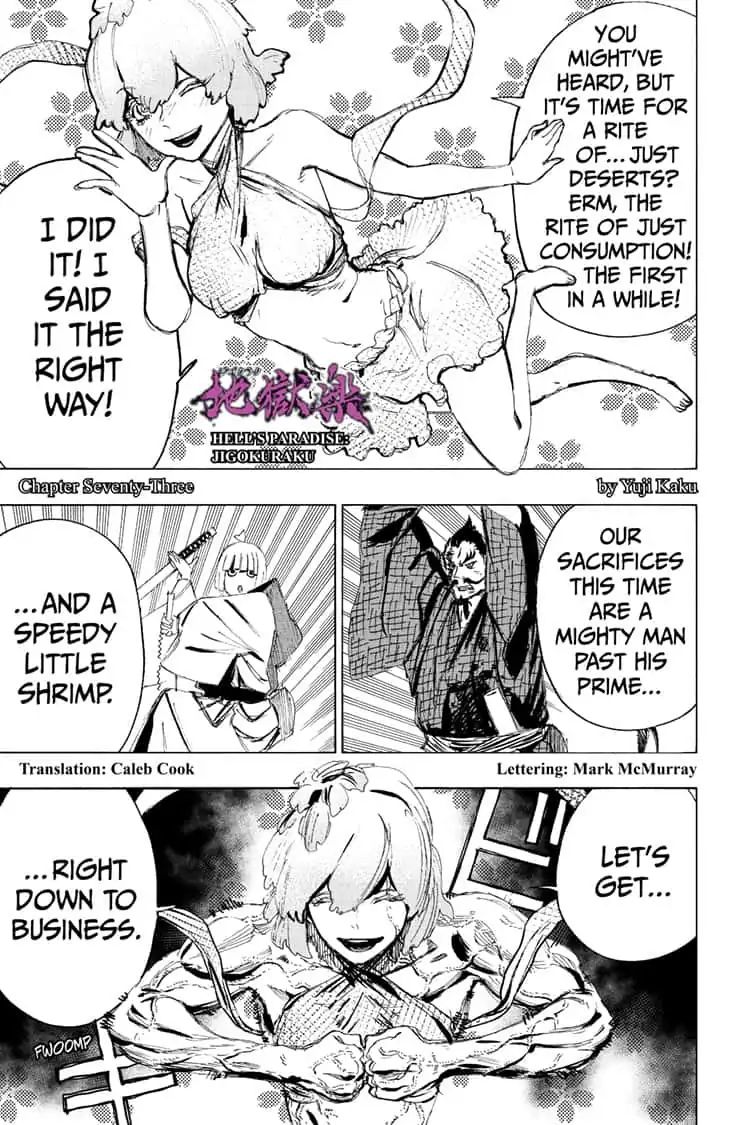 YOU
MIGHT'VE
HEARD, BUT
IT'S TIME FOR
A RITE
OF... JUST
DESERTS?
ERM, THE
RITE OF JUST
CONSUMPTION!
THE FIRST
IN A WHILE!
I DID
IT! I
SAID
IT THE
RIGHT
WAY!
地獄楽
HELL'S PARADISE:
JIGOKURAKU
Chapter Seventy-Three
by Yuji Kaku
OUR
SACRIFICES
THIS TIME
ARE A
MIGHTY MAN
PAST HIS
PRIME...
...AND A
SPEEDY
LITTLE
SHRIMP.
Translation: Caleb Cook
Lettering: Mark McMurray
LET'S
GET...
...RIGHT
DOWN TO
BUSINESS.
FWOOMP